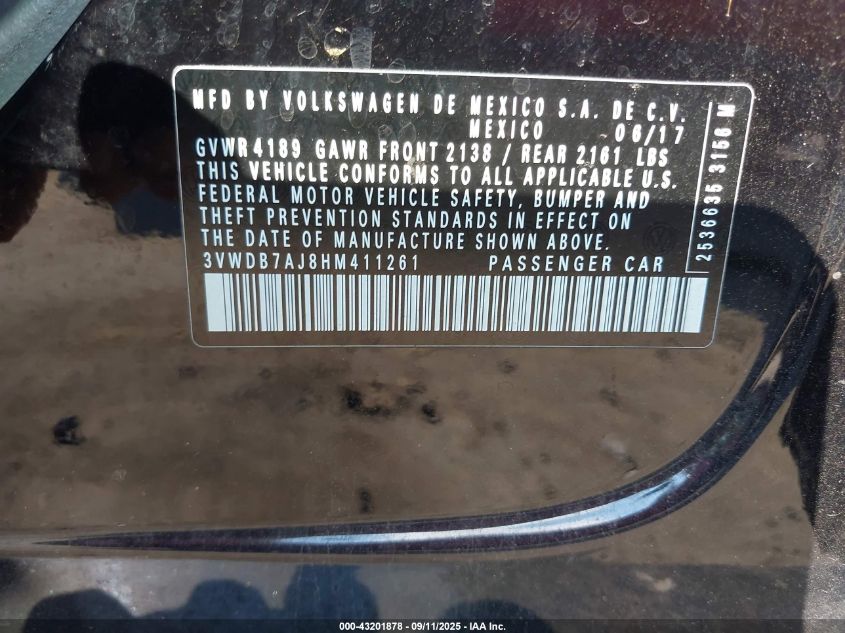 MFD BY VOLKSWAGEN DE MEXICO S.A. DE C.V.
MEXICO 06/17
GVWR 4189 GAWR FRONT 2138 / REAR 2161 LBS
THIS VEHICLE CONFORMS TO ALL APPLICABLE U.S.
FEDERAL MOTOR VEHICLE SAFETY, BUMPER AND
THEFT PREVENTION STANDARDS IN EFFECT ON
THE DATE OF MANUFACTURE SHOWN ABOVE.
3VWDB7AJ8HM411261 PASSENGER CAR
2536635 3156 M
000-43201878 - 09/11/2025 - IAA Inc.